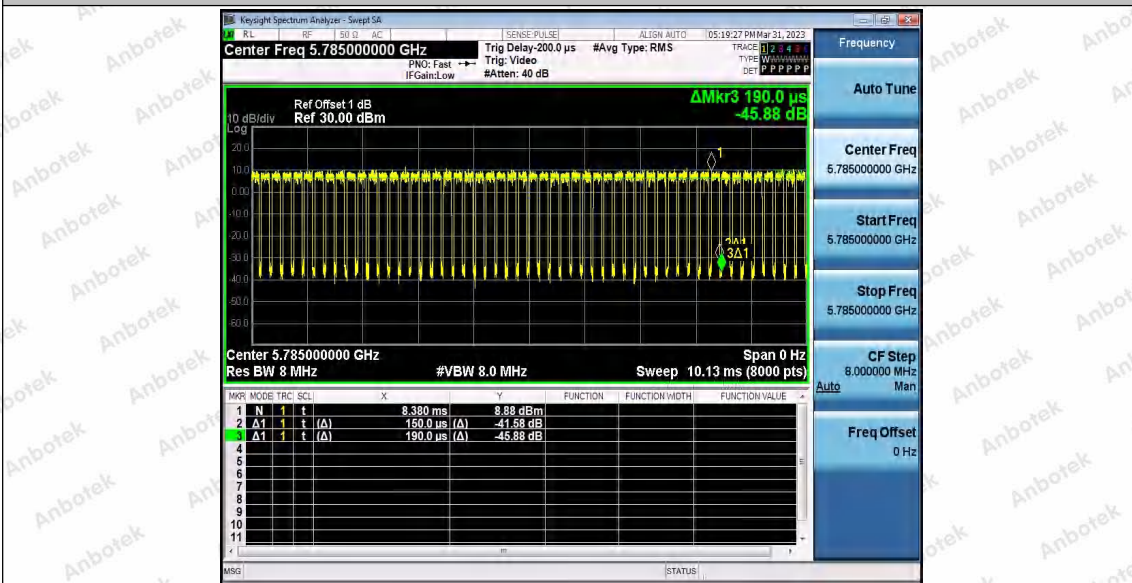 Keysight Spectrum Analyzer - Swept SA
RL RF 50 Ω AC SENSE:PULSE ALIGN AUTO 05:19:27 PM Mar 31, 2023
Center Freq 5.785000000 GHz
PNO: Fast
IFGain:Low
Trig Delay-200.0 µs
Trig: Video
#Atten: 40 dB
#Avg Type: RMS
TRACE 1 2 3 4 5 6
TYPE
DET P P P P P P
ΔMkr3 190.0 µs
-45.88 dB
Ref Offset 1 dB
10 dB/div Ref 30.00 dBm
Log
20.0
10.0
0.00
-10.0
-20.0
-30.0
-40.0
-50.0
-60.0
1
3Δ1
Center 5.785000000 GHz Span 0 Hz
Res BW 8 MHz #VBW 8.0 MHz Sweep 10.13 ms (8000 pts)
MKR MODE TRC SCL X Y FUNCTION FUNCTION WIDTH FUNCTION VALUE
1 N 1 t 8.380 ms 8.88 dBm
2 Δ1 1 t (Δ) 150.0 µs (Δ) -41.58 dB
3 Δ1 1 t (Δ) 190.0 µs (Δ) -45.88 dB
4
5
6
7
8
9
10
11
MSG STATUS
Frequency
Auto Tune
Center Freq
5.785000000 GHz
Start Freq
5.785000000 GHz
Stop Freq
5.785000000 GHz
CF Step
8.000000 MHz
Auto Man
Freq Offset
0 Hz
Anbotek